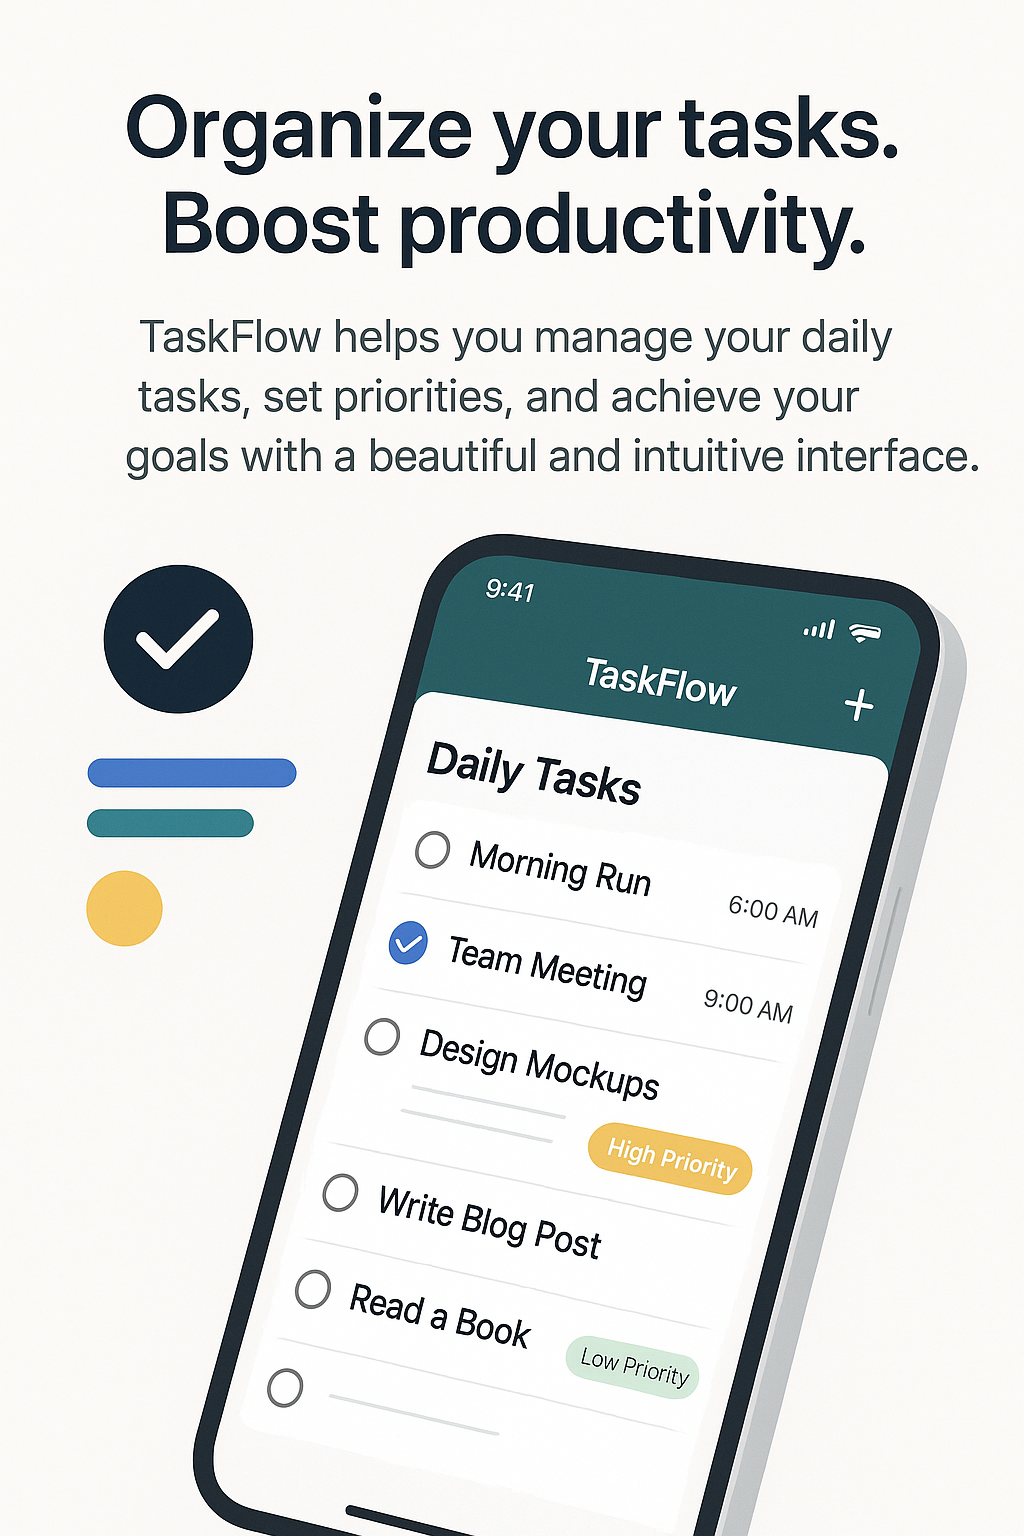 Organize your tasks.
Boost productivity.
TaskFlow helps you manage your daily
tasks, set priorities, and achieve your
goals with a beautiful and intuitive interface.
9:41
TaskFlow
+
Daily Tasks
Morning Run
6:00 AM
Team Meeting
9:00 AM
Design Mockups
High Priority
Write Blog Post
Read a Book
Low Priority